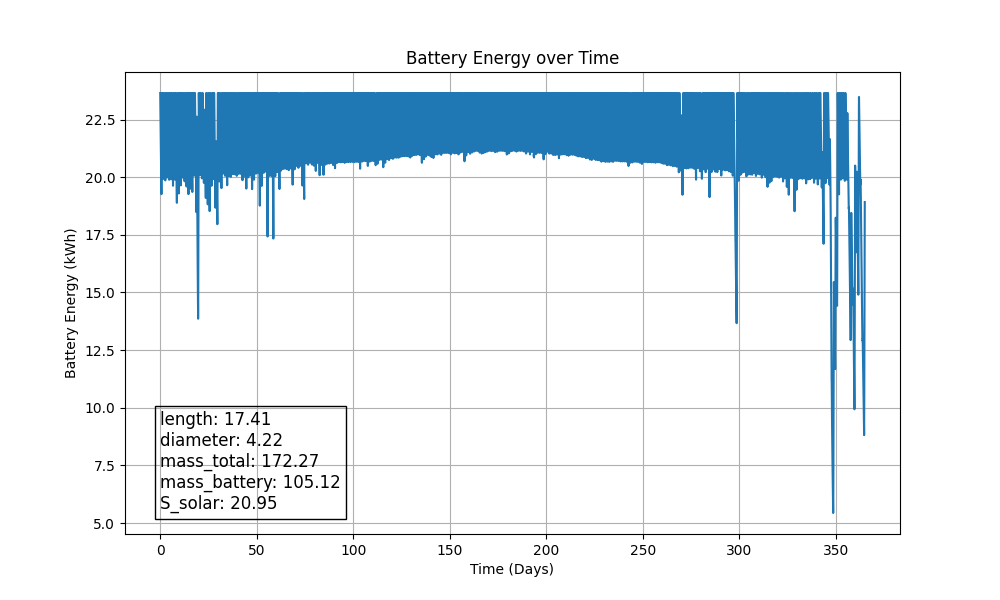 Battery Energy over Time
Battery Energy (kWh)
22.5
20.0
17.5
15.0
12.5
10.0
7.5
5.0
length: 17.41
diameter: 4.22
mass_total: 172.27
mass_battery: 105.12
S_solar: 20.95
0 50 100 150 200 250 300 350
Time (Days)